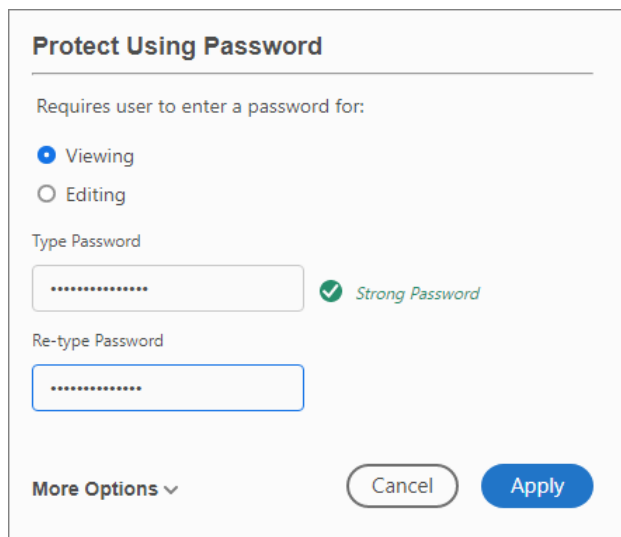 Protect Using Password
Requires user to enter a password for:
Viewing
Editing
Type Password
•••••••••••••••
Strong Password
Re-type Password
••••••••••••••
More Options
Cancel
Apply